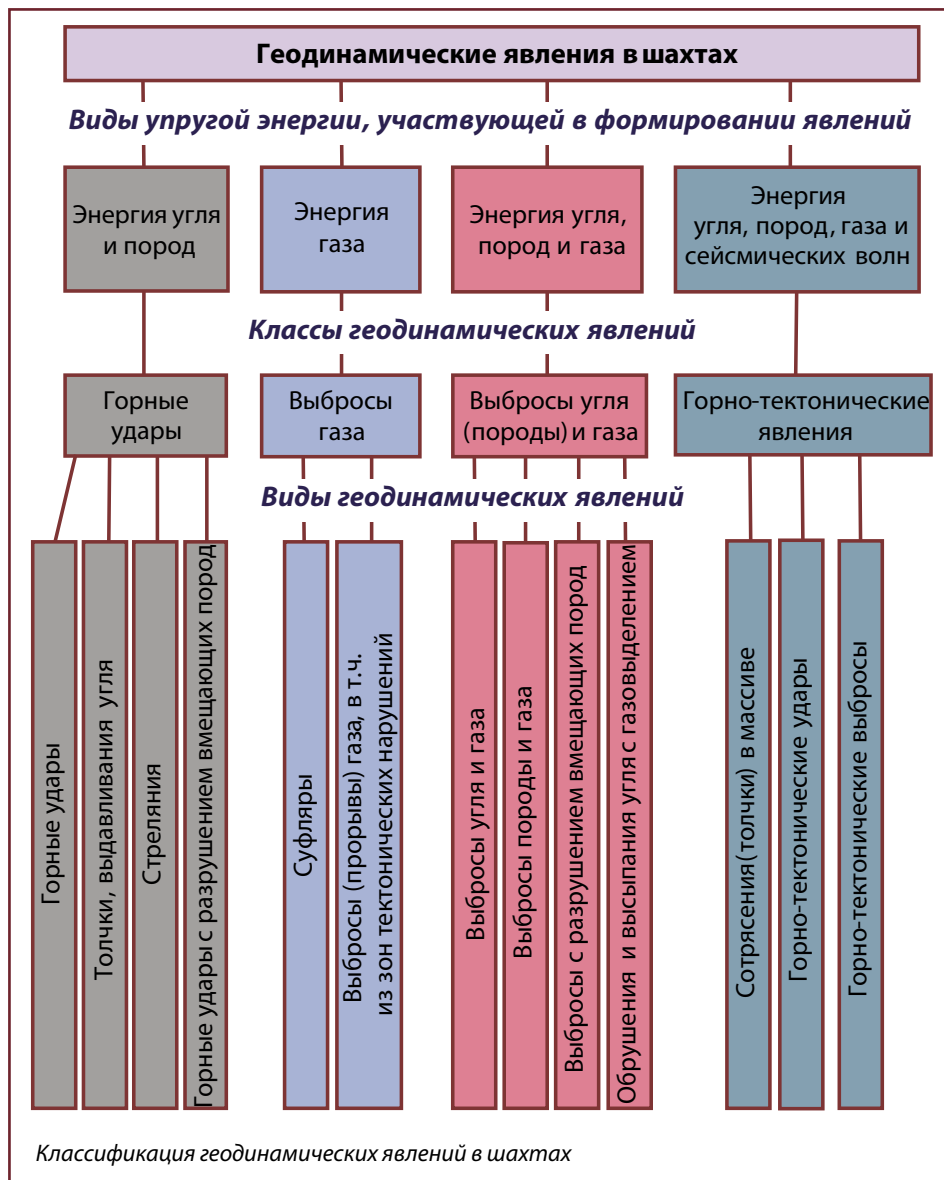 Геодинамические явления в шахтах
Виды упругой энергии, участвующей в формировании явлений
Энергия угля
и пород
Энергия
газа
Энергия угля,
пород и газа
Энергия
угля, пород, газа и
сейсмических волн
Классы геодинамических явлений
Горные
удары
Выбросы
газа
Выбросы угля
(породы) и газа
Горно-тектонические
явления
Виды геодинамических явлений
Горные удары
Толчки, выдавливания угля
Стреляния
Горные удары с разрушением вмещающих пород
Суфляры
Выбросы (прорывы) газа, в т.ч.
из зон тектонических нарушений
Выбросы угля и газа
Выбросы породы и газа
Выбросы с разрушением вмещающих пород
Обрушения и высыпания угля с газовыделением
Сотрясения (толчки) в массиве
Горно-тектонические удары
Горно-тектонические выбросы
Классификация геодинамических явлений в шахтах